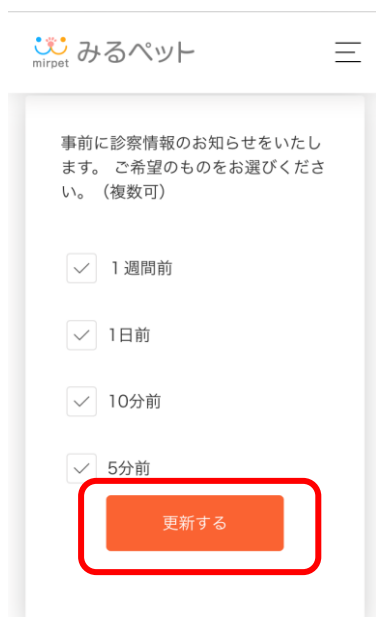 みるペット
mirpet
事前に診察情報のお知らせをいたし
ます。 ご希望のものをお選びくださ
い。（複数可）
1 週間前
1日前
10分前
5分前
更新する